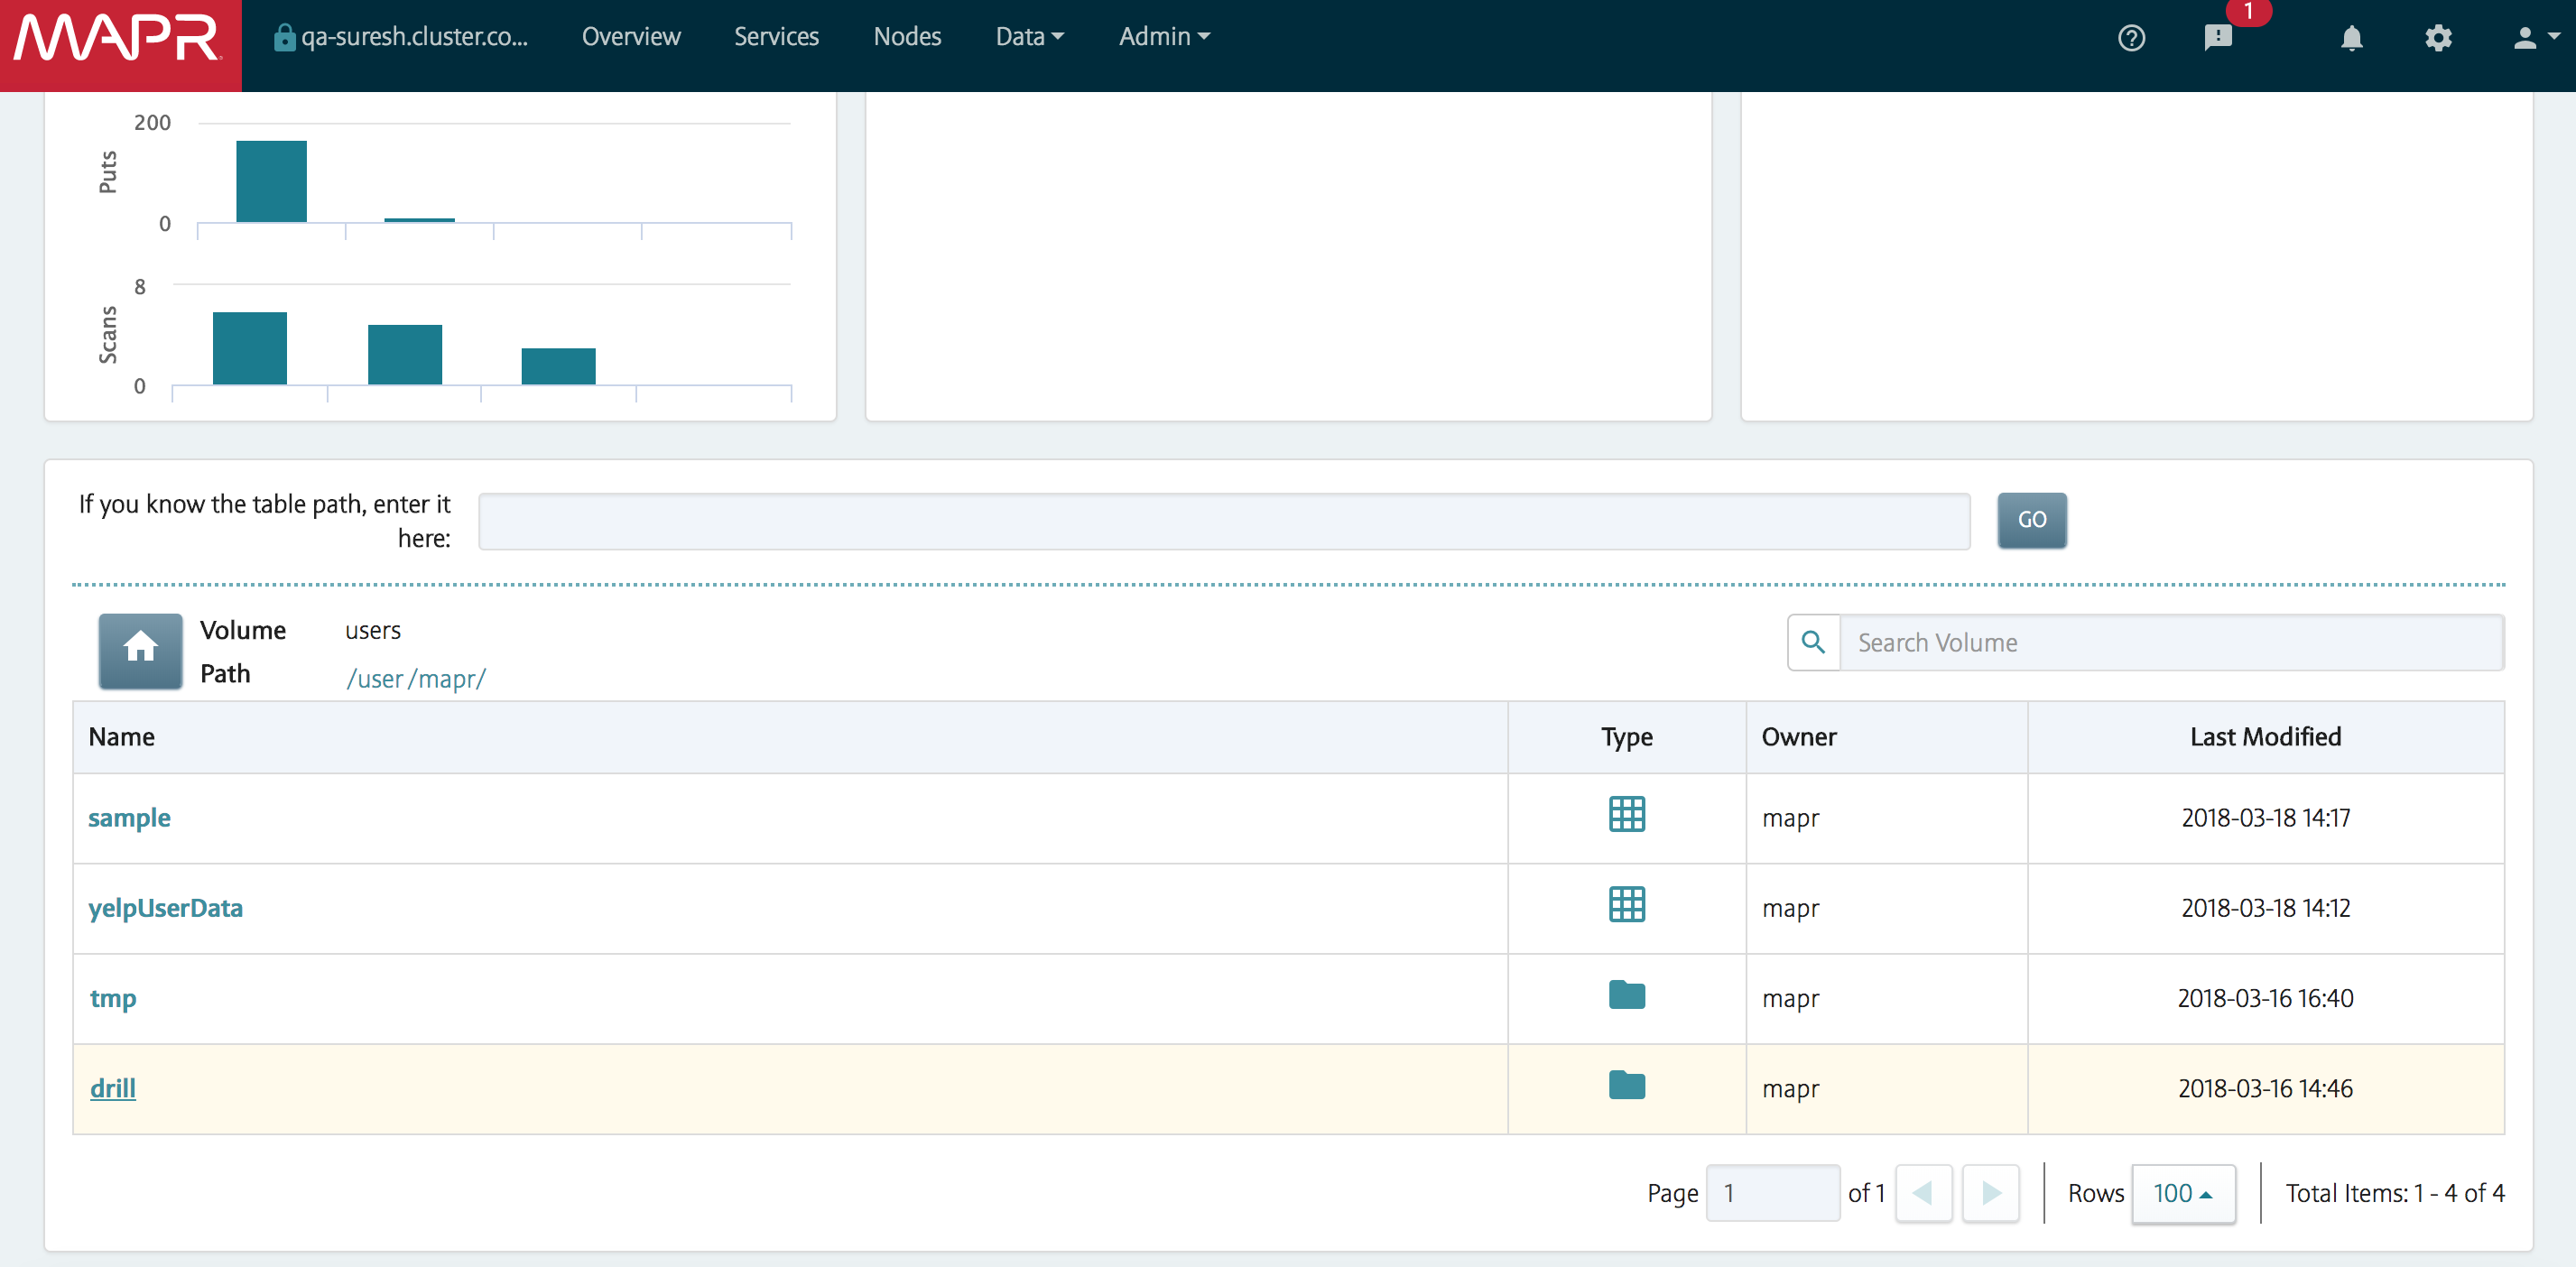 MAPR
qa-suresh.cluster.co... Overview Services Nodes Data Admin 1
200
Puts
0
8
Scans
0
If you know the table path, enter it
here:
GO
Volume users
Path /user/mapr/
Search Volume
Name Type Owner Last Modified
sample mapr 2018-03-18 14:17
yelpUserData mapr 2018-03-18 14:12
tmp mapr 2018-03-16 16:40
drill mapr 2018-03-16 14:46
Page 1 of 1 Rows 100 Total Items: 1 - 4 of 4